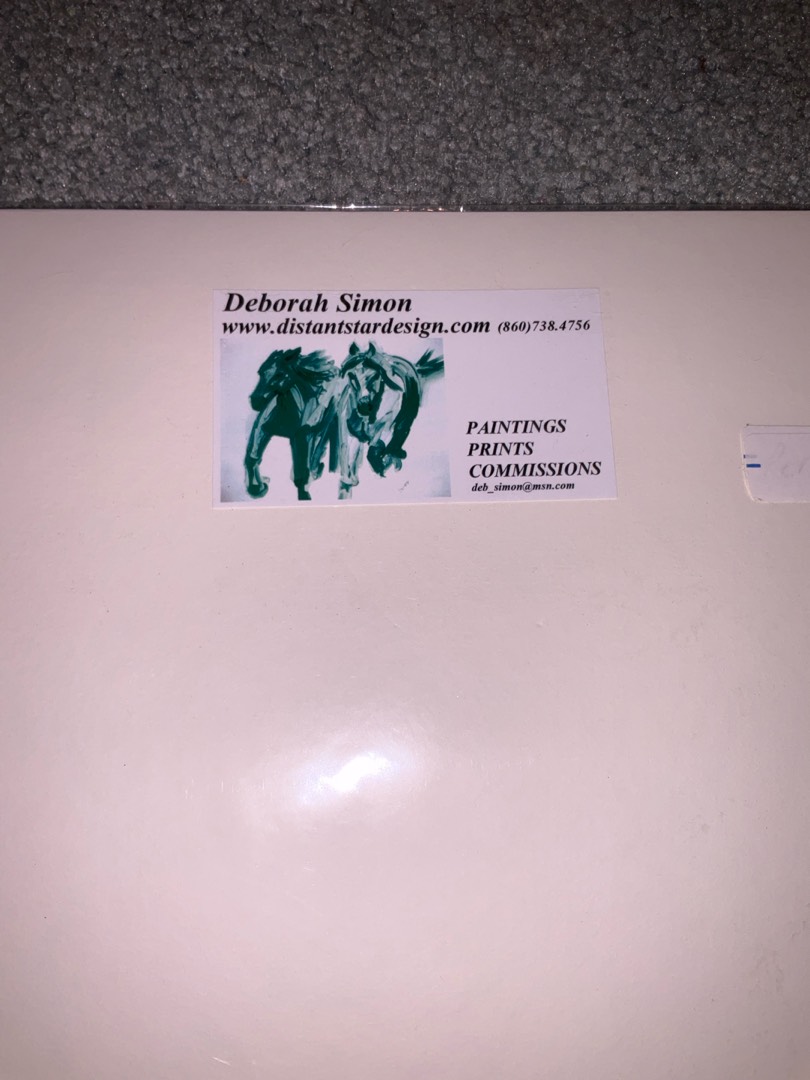 Deborah Simon
www.distantstardesign.com (860)738.4756
PAINTINGS
PRINTS
COMMISSIONS
deb_simon@msn.com